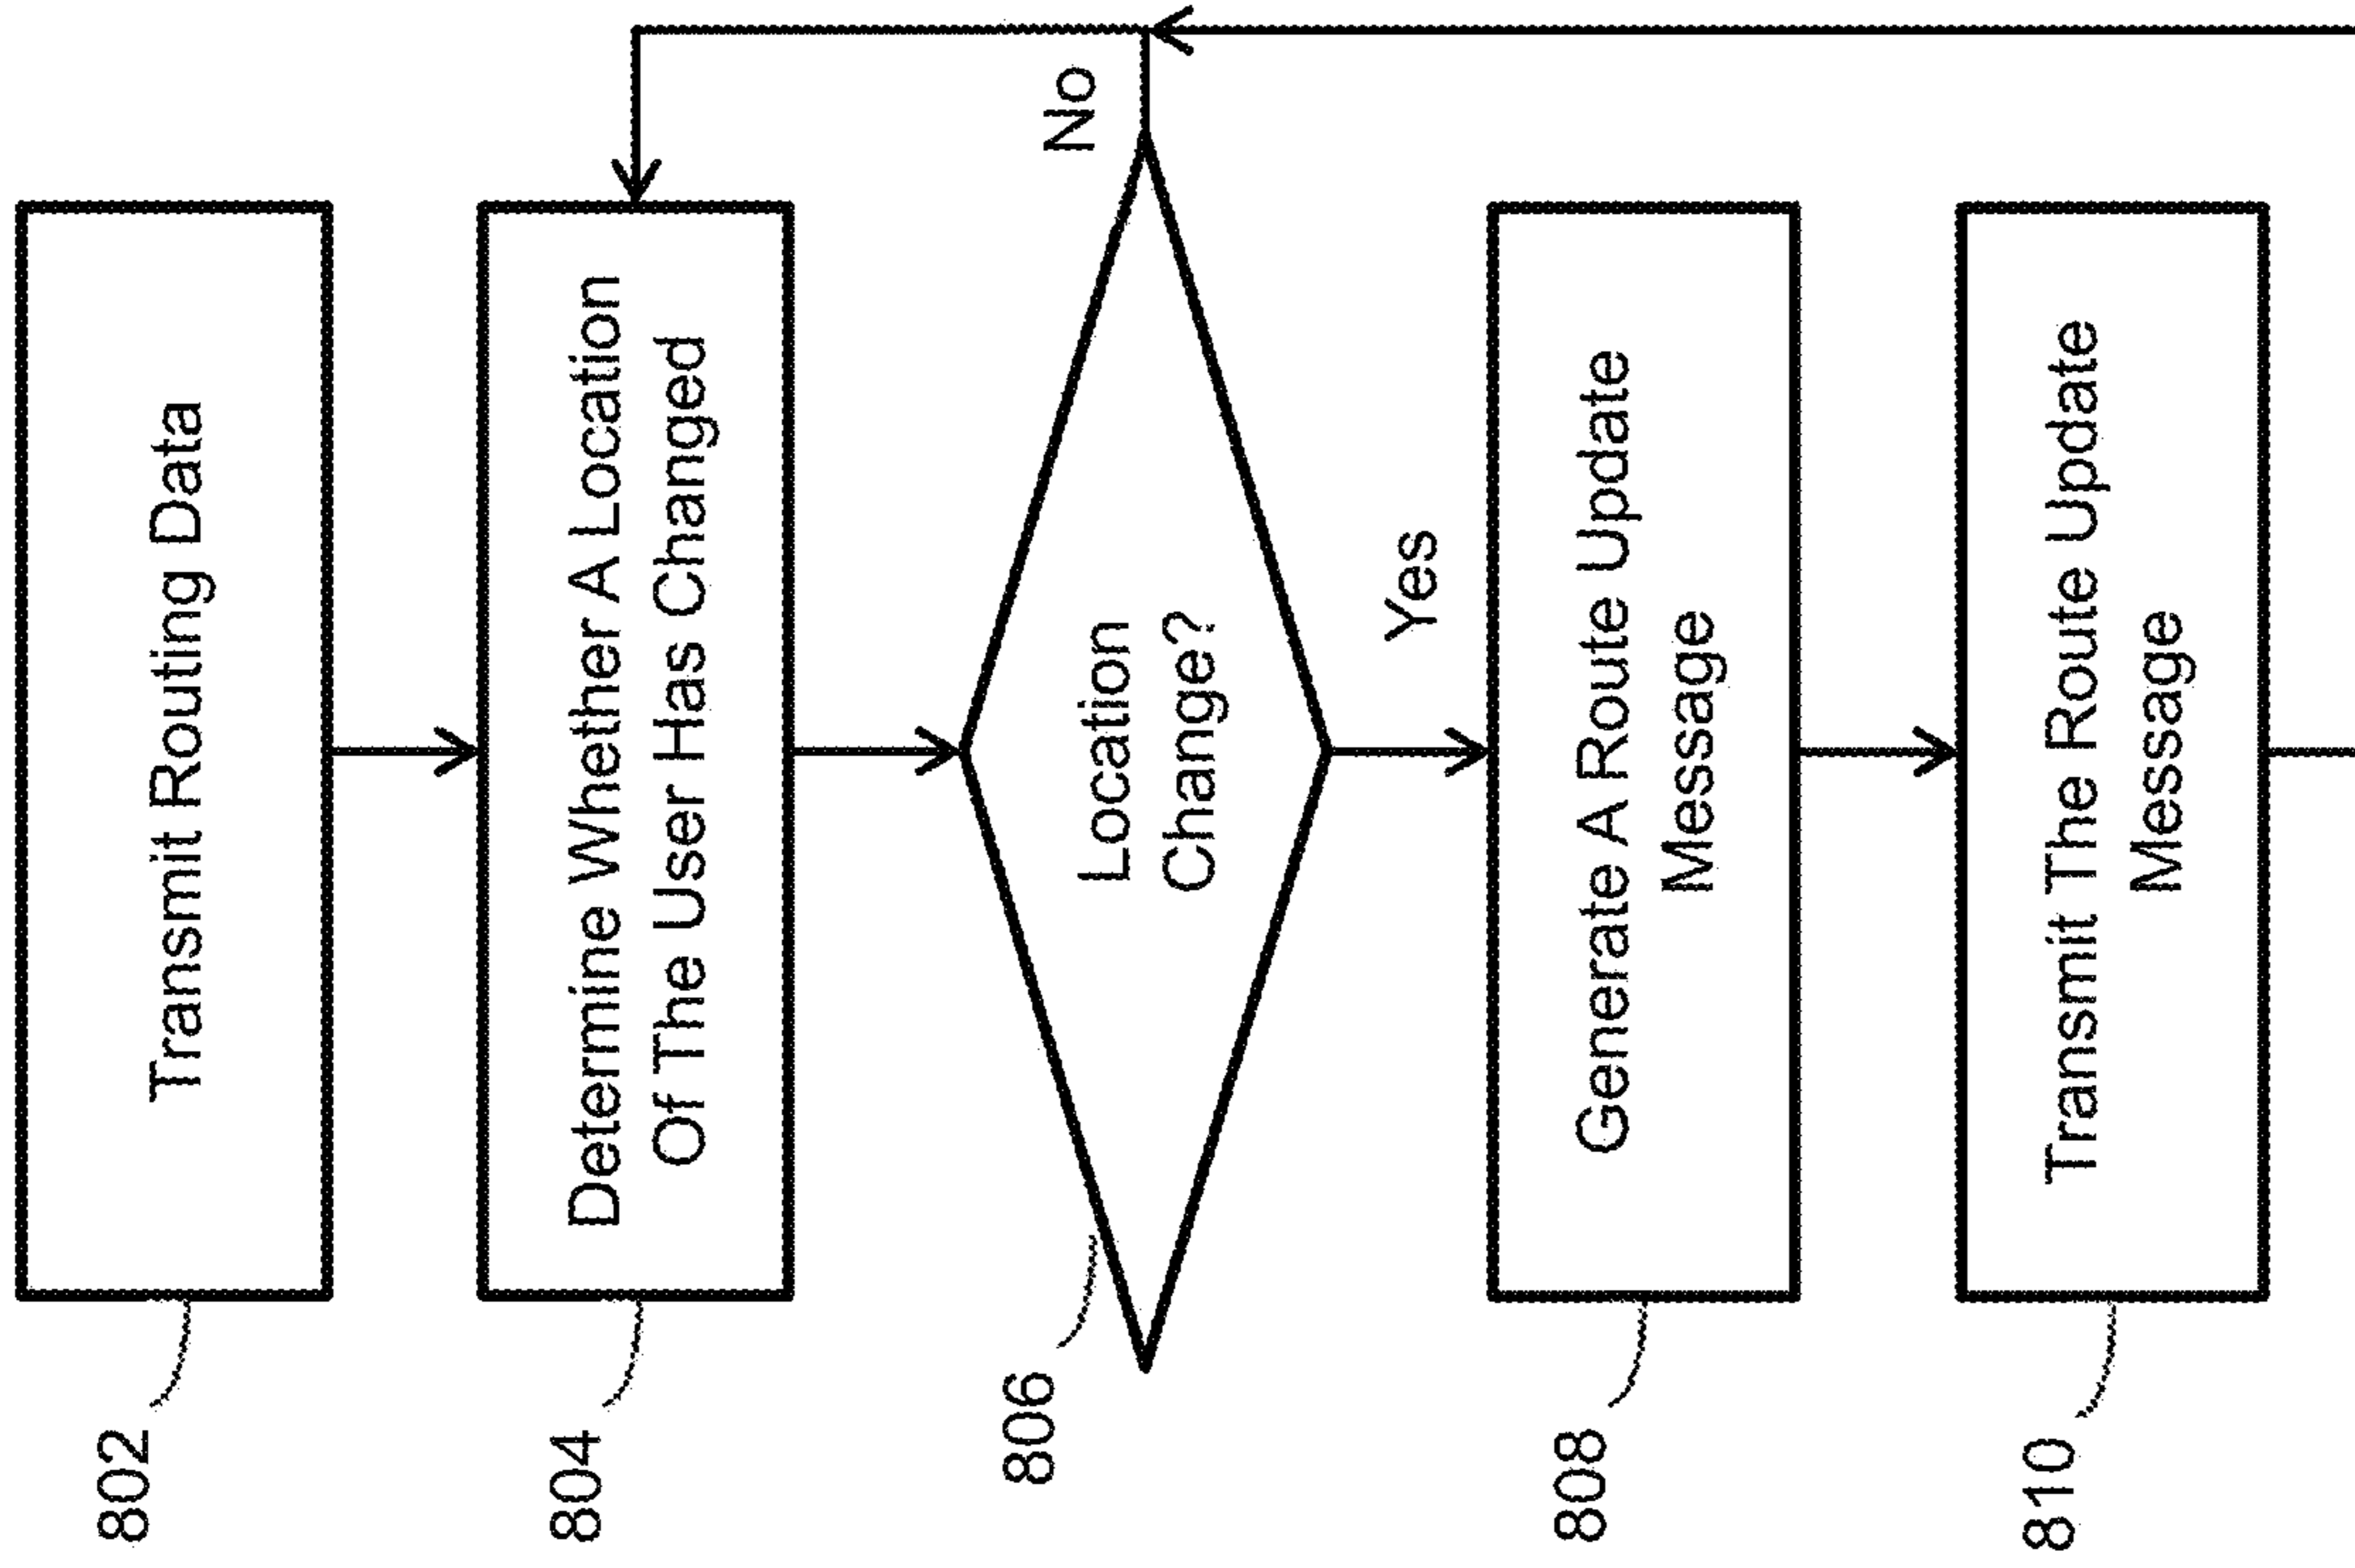 802
Transmit Routing Data
804
Determine Whether A Location
Of The User Has Changed
806
Location
Change?
No
Yes
808
Generate A Route Update
Message
810
Transmit The Route Update
Message